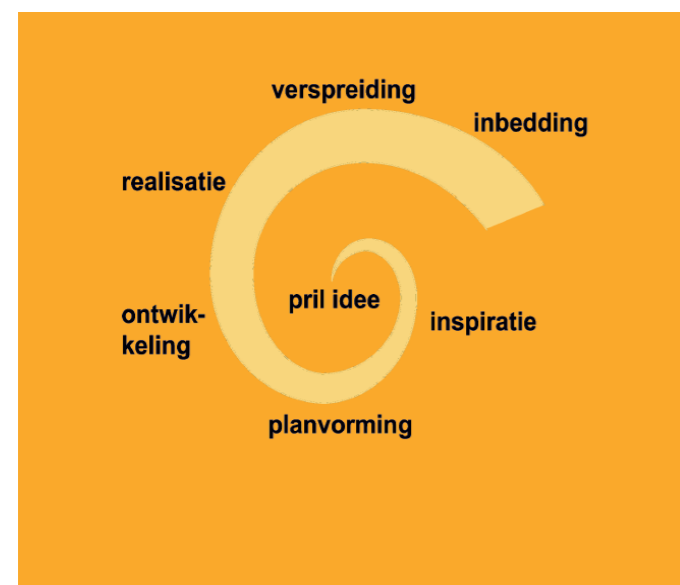 verspreiding
inbedding
realisatie
pril idee
ontwik-
keling
inspiratie
planvorming